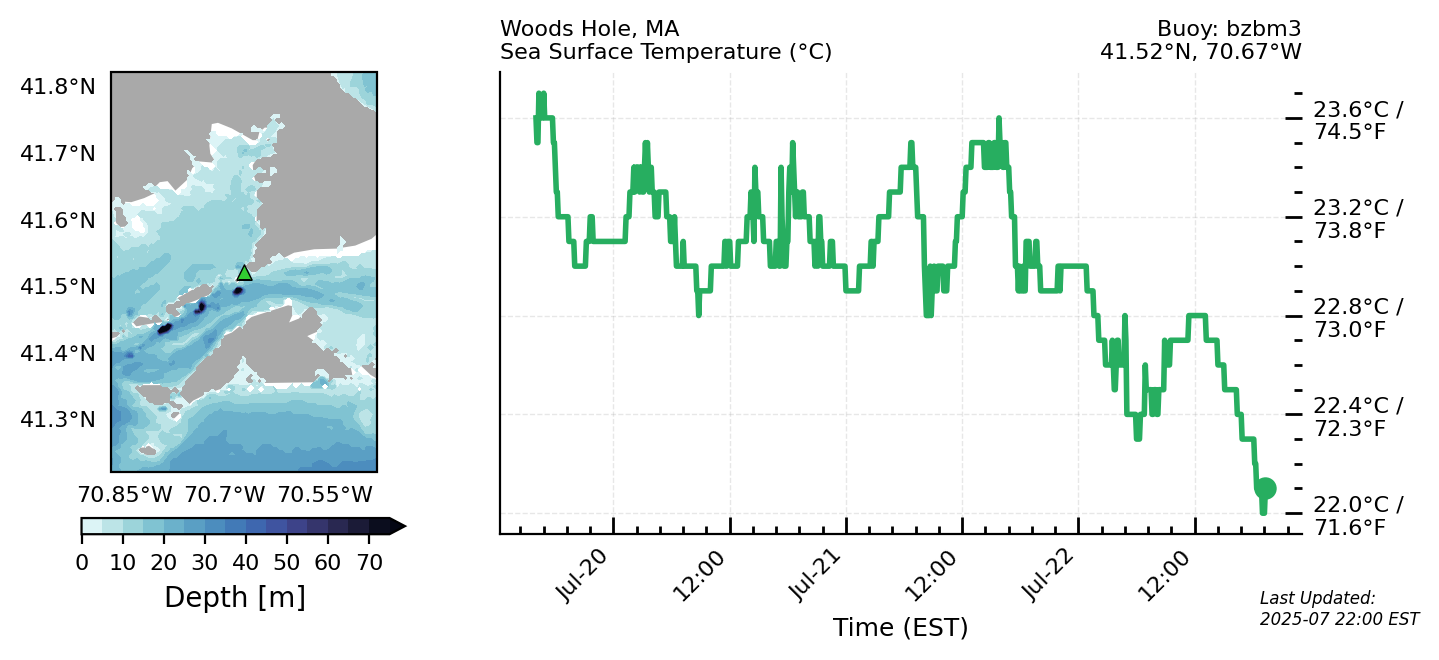 Woods Hole, MA
Sea Surface Temperature (°C)
Buoy: bzbm3
41.52°N, 70.67°W
41.8°N
41.7°N
41.6°N
41.5°N
41.4°N
41.3°N
70.85°W 70.7°W 70.55°W
0 10 20 30 40 50 60 70
Depth [m]
23.6°C /
74.5°F
23.2°C /
73.8°F
22.8°C /
73.0°F
22.4°C /
72.3°F
22.0°C /
71.6°F
Jul-20 12:00 Jul-21 12:00 Jul-22 12:00
Time (EST)
Last Updated:
2025-07 22:00 EST